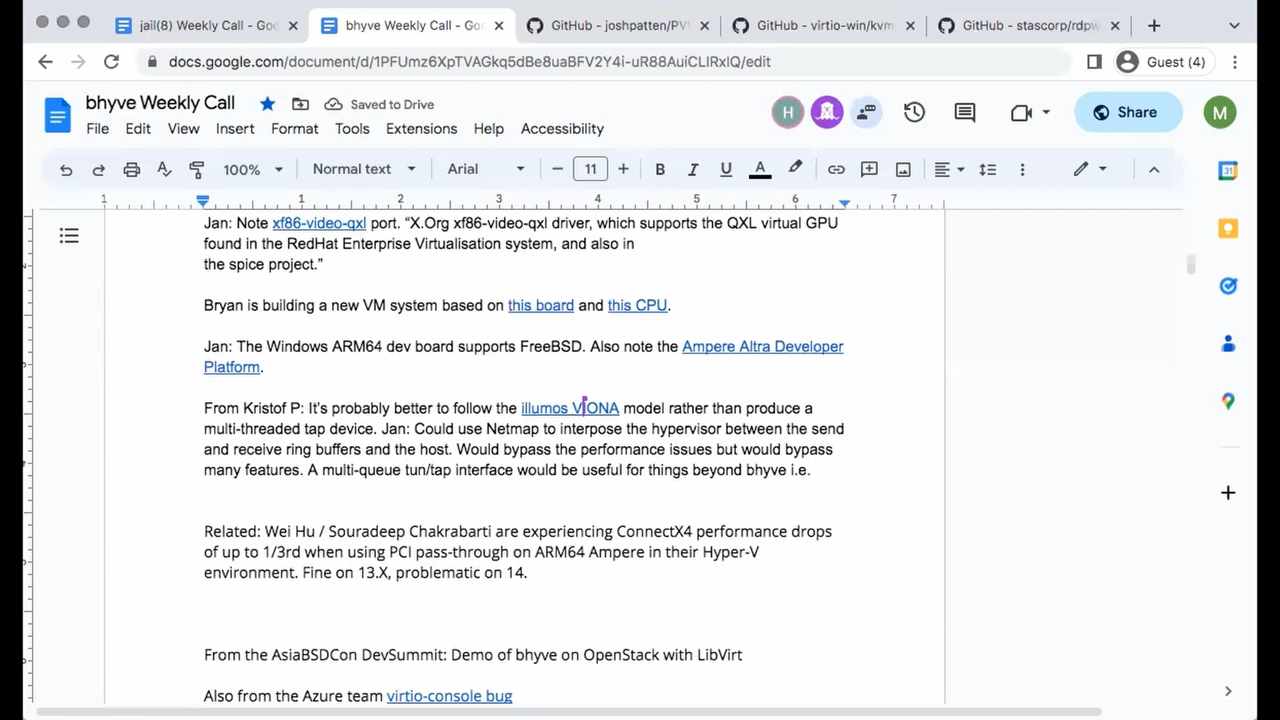 jail(8) Weekly Call - Goo
bhyve Weekly Call - Goo
GitHub - joshpatten/PV
GitHub - virtio-win/kvm
GitHub - stascorp/rdpw
docs.google.com/document/d/1PFUmz6XpTVAGkq5dBe8uaBFV2Y4i-uR88AuiCLIRxIQ/edit
Guest (4)
bhyve Weekly Call
Saved to Drive
H
Share
M
File Edit View Insert Format Tools Extensions Help Accessibility
100% Normal text Arial 11 B I U A
31
1 1 2 3 4 5 6 7
Jan: Note xf86-video-qxl port. “X.Org xf86-video-qxl driver, which supports the QXL virtual GPU
found in the RedHat Enterprise Virtualisation system, and also in
the spice project.”
Bryan is building a new VM system based on this board and this CPU.
Jan: The Windows ARM64 dev board supports FreeBSD. Also note the Ampere Altra Developer
Platform.
From Kristof P: It’s probably better to follow the illumos VIONA model rather than produce a
multi-threaded tap device. Jan: Could use Netmap to interpose the hypervisor between the send
and receive ring buffers and the host. Would bypass the performance issues but would bypass
many features. A multi-queue tun/tap interface would be useful for things beyond bhyve i.e.
Related: Wei Hu / Souradeep Chakrabarti are experiencing ConnectX4 performance drops
of up to 1/3rd when using PCI pass-through on ARM64 Ampere in their Hyper-V
environment. Fine on 13.X, problematic on 14.
From the AsiaBSDCon DevSummit: Demo of bhyve on OpenStack with LibVirt
Also from the Azure team virtio-console bug